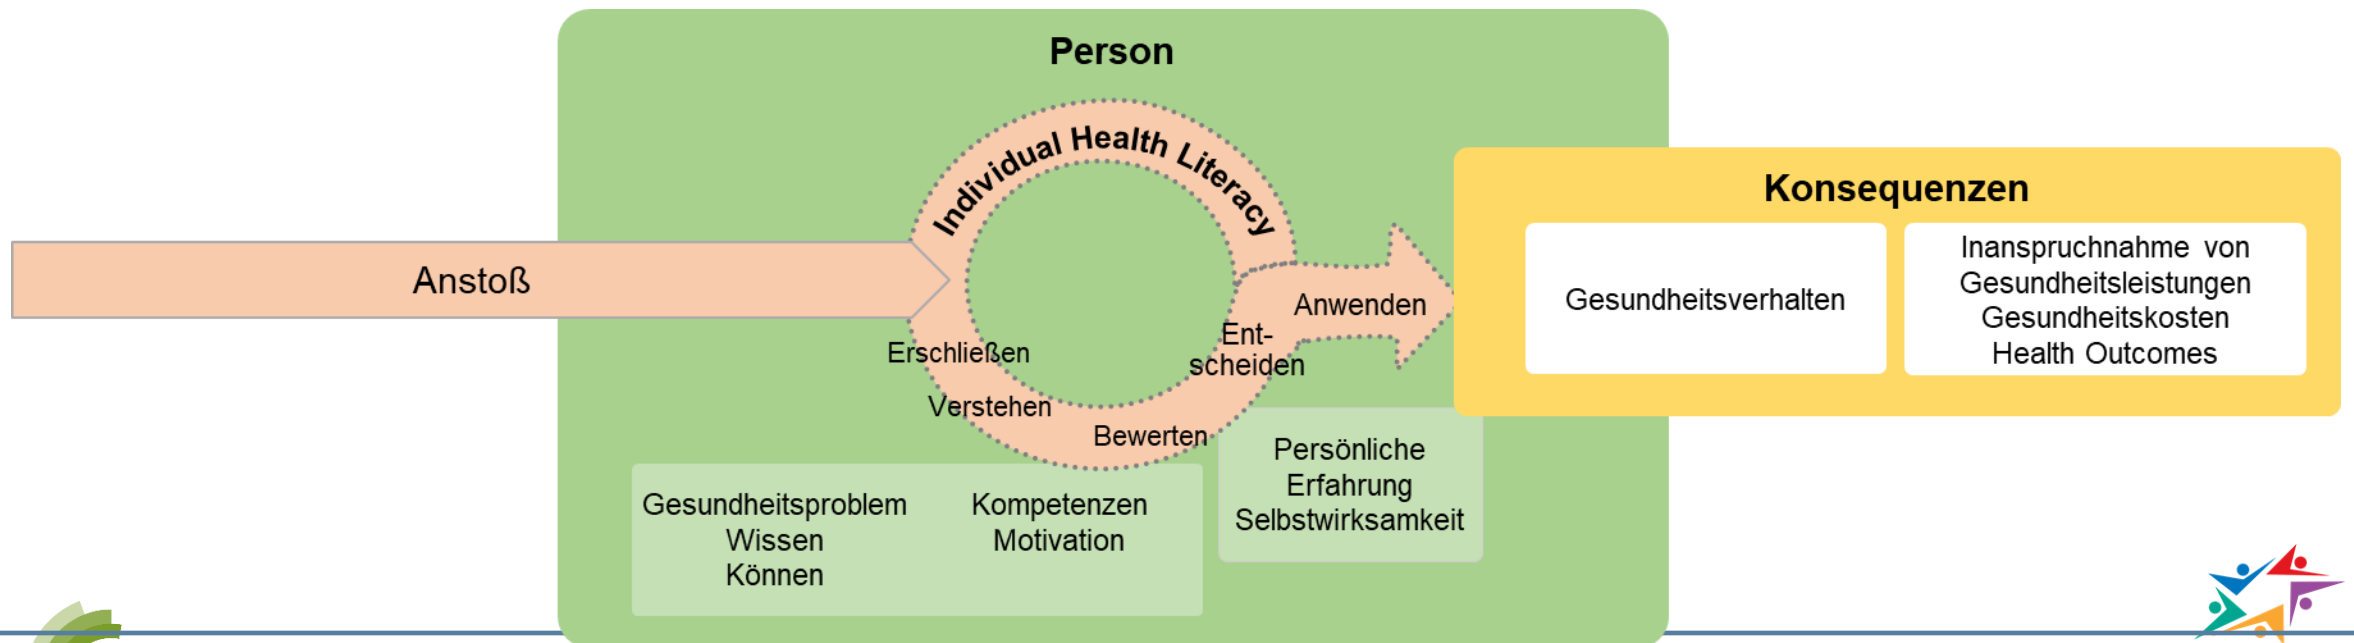 Person
Individual Health Literacy
Anstoß
Erschließen
Verstehen
Bewerten
Ent-
scheiden
Anwenden
Gesundheitsproblem
Wissen
Können
Kompetenzen
Motivation
Persönliche
Erfahrung
Selbstwirksamkeit
Konsequenzen
Gesundheitsverhalten
Inanspruchnahme von
Gesundheitsleistungen
Gesundheitskosten
Health Outcomes